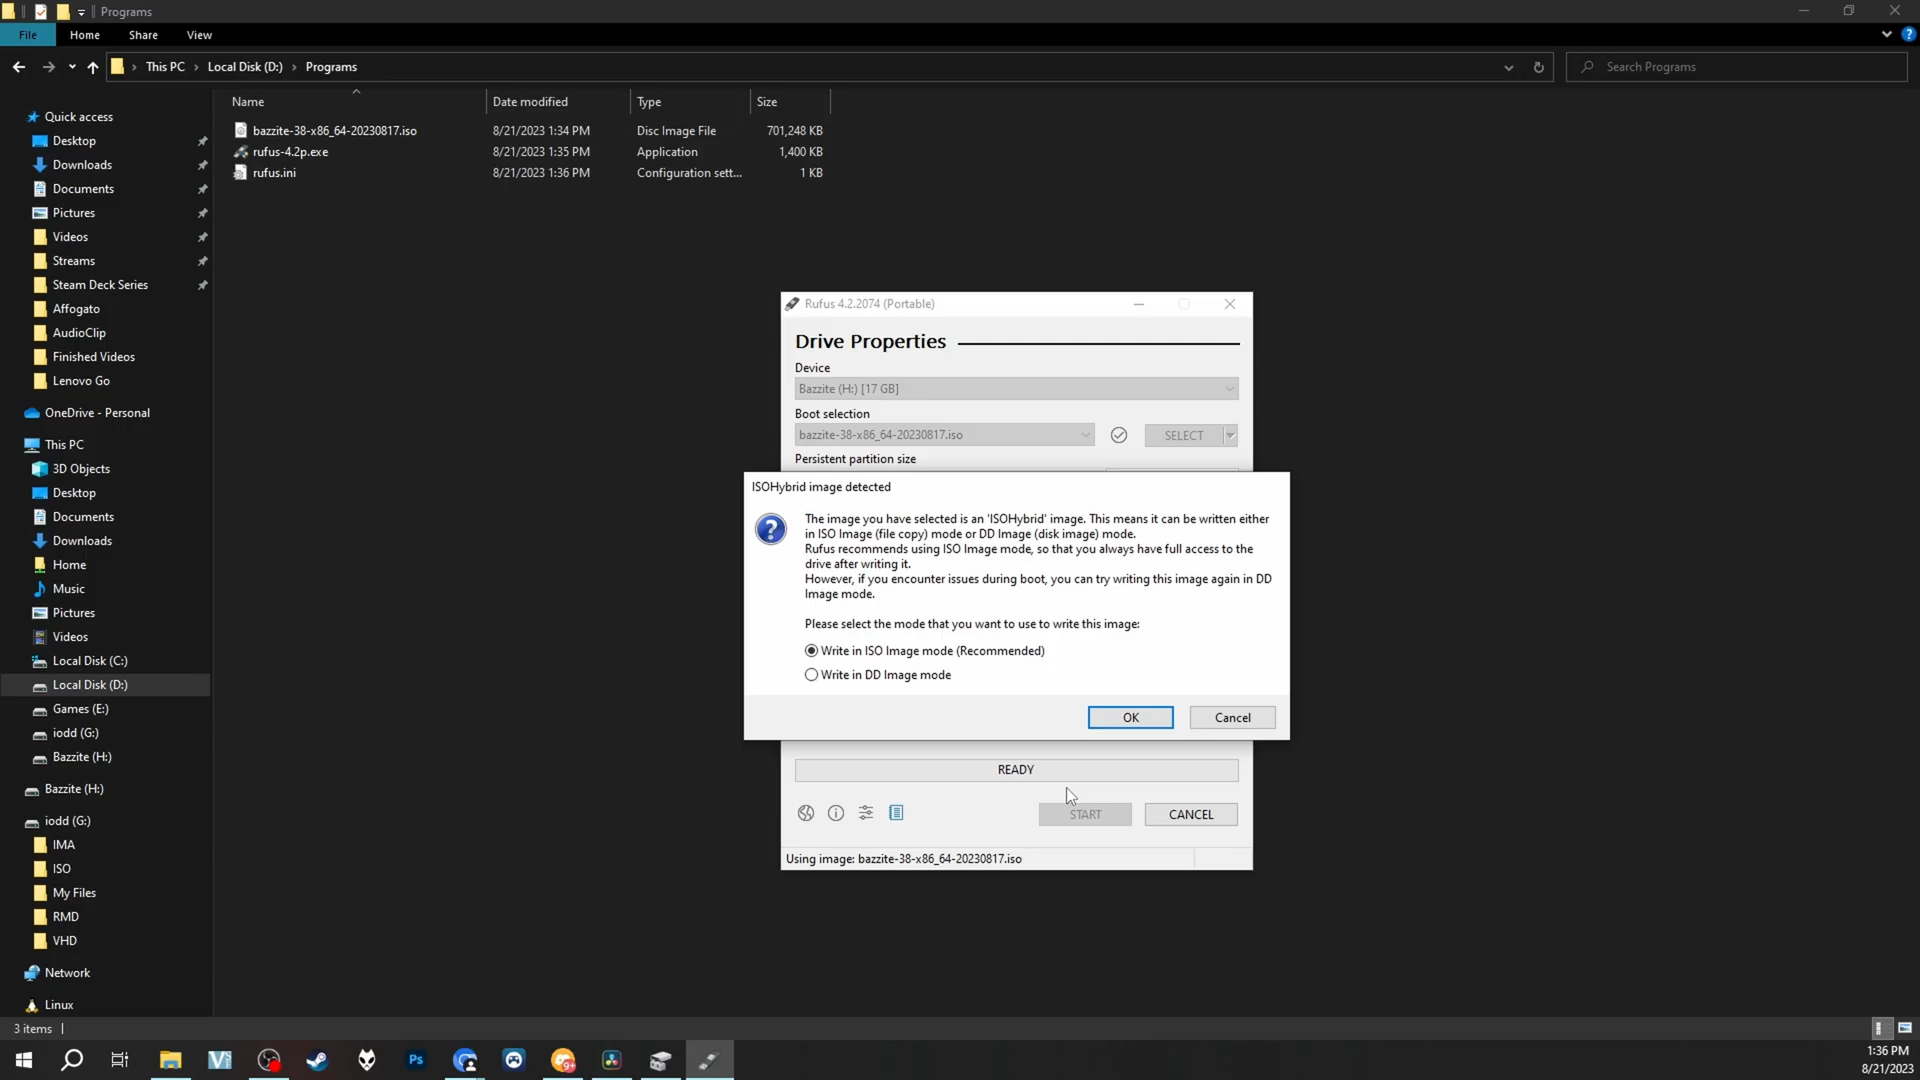 Programs
File Home Share View
This PC Local Disk (D:) Programs
Search Programs
Name Date modified Type Size
bazzite-38-x86_64-20230817.iso 8/21/2023 1:34 PM Disc Image File 701,248 KB
rufus-4.2p.exe 8/21/2023 1:35 PM Application 1,400 KB
rufus.ini 8/21/2023 1:36 PM Configuration sett... 1 KB
Quick access
Desktop
Downloads
Documents
Pictures
Videos
Streams
Steam Deck Series
Affogato
AudioClip
Finished Videos
Lenovo Go
OneDrive - Personal
This PC
3D Objects
Desktop
Documents
Downloads
Home
Music
Pictures
Videos
Local Disk (C:)
Local Disk (D:)
Games (E:)
iodd (G:)
Bazzite (H:)
Bazzite (H:)
iodd (G:)
IMA
ISO
My Files
RMD
VHD
Network
Linux
3 items
Rufus 4.2.2074 (Portable)
Drive Properties
Device
Bazzite (H:) [17 GB]
Boot selection
bazzite-38-x86_64-20230817.iso SELECT
Persistent partition size
ISOHybrid image detected
The image you have selected is an 'ISOHybrid' image. This means it can be written either
in ISO Image (file copy) mode or DD Image (disk image) mode.
Rufus recommends using ISO Image mode, so that you always have full access to the
drive after writing it.
However, if you encounter issues during boot, you can try writing this image again in DD
Image mode.
Please select the mode that you want to use to write this image:
Write in ISO Image mode (Recommended)
Write in DD Image mode
OK Cancel
READY
START CANCEL
Using image: bazzite-38-x86_64-20230817.iso
Ps
9+
1:36 PM
8/21/2023